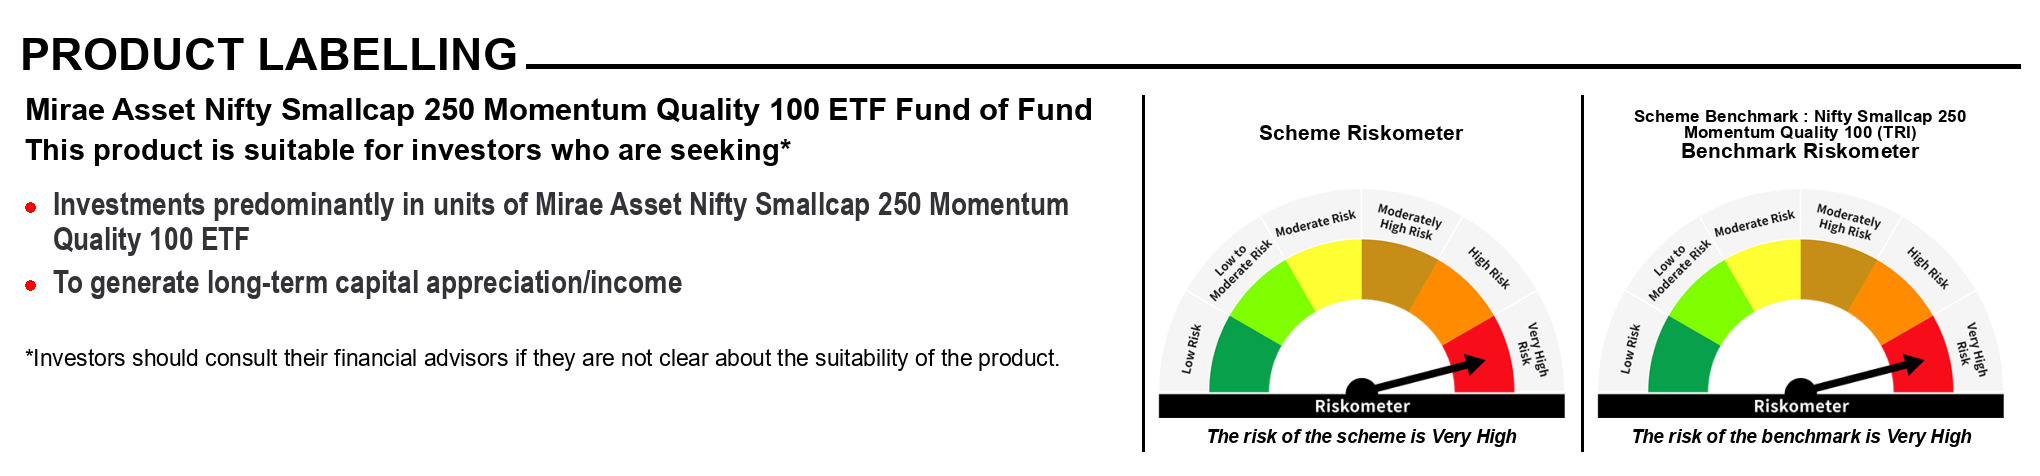 PRODUCT LABELLING
Mirae Asset Nifty Smallcap 250 Momentum Quality 100 ETF Fund of Fund
This product is suitable for investors who are seeking*
• Investments predominantly in units of Mirae Asset Nifty Smallcap 250 Momentum
Quality 100 ETF
• To generate long-term capital appreciation/income
*Investors should consult their financial advisors if they are not clear about the suitability of the product.
Scheme Riskometer
Low Risk
Low to
Moderate Risk
Moderate Risk
Moderately
High Risk
High Risk
Very High
Risk
Riskometer
The risk of the scheme is Very High
Scheme Benchmark : Nifty Smallcap 250
Momentum Quality 100 (TRI)
Benchmark Riskometer
Low Risk
Low to
Moderate Risk
Moderate Risk
Moderately
High Risk
High Risk
Very High
Risk
Riskometer
The risk of the benchmark is Very High